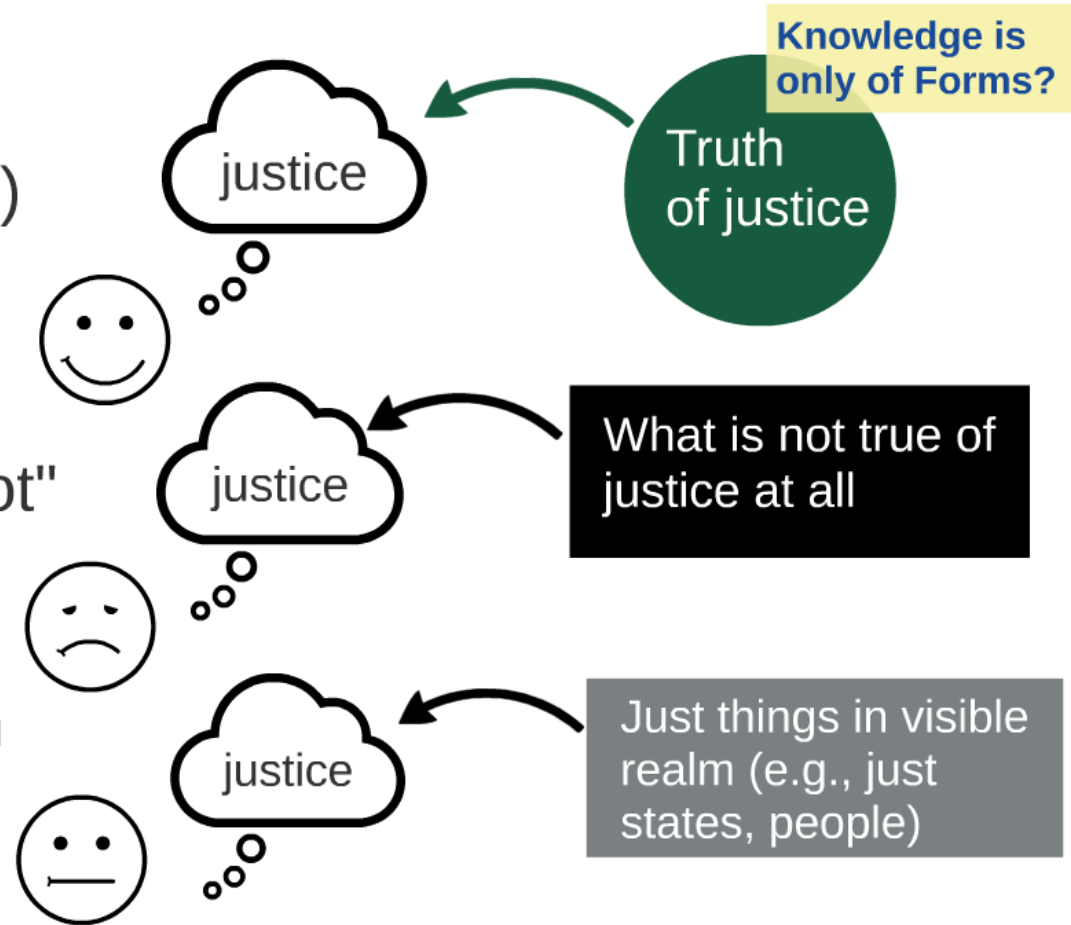 Knowledge is
only of Forms?
justice
Truth
of justice
)
justice
What is not true of
justice at all
ot"
justice
Just things in visible
realm (e.g., just
states, people)